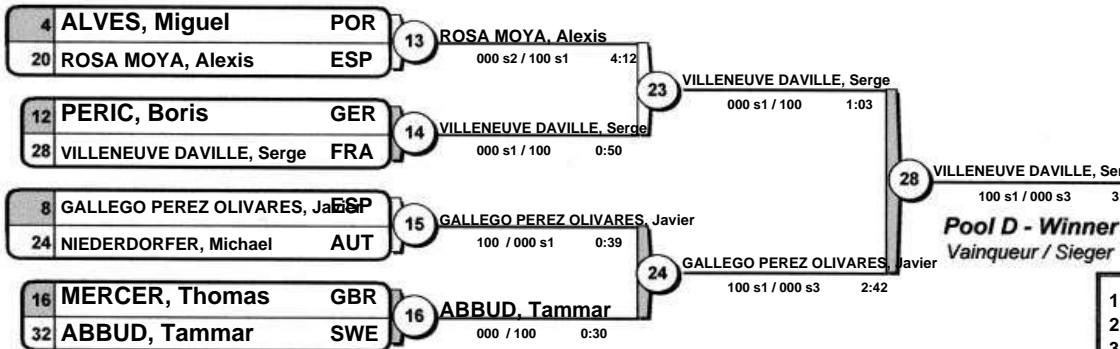 4 ALVES, Miguel POR
20 ROSA MOYA, Alexis ESP
13
ROSA MOYA, Alexis
000 s2 / 100 s1 4:12
12 PERIC, Boris GER
28 VILLENEUVE DAVILLE, Serge FRA
14
VILLENEUVE DAVILLE, Serge
000 s1 / 100 0:50
23
VILLENEUVE DAVILLE, Serge
000 s1 / 100 1:03
8 GALLEGO PEREZ OLIVARES, Javier ESP
24 NIEDERDORFER, Michael AUT
15
GALLEGO PEREZ OLIVARES, Javier
100 / 000 s1 0:39
16 MERCER, Thomas GBR
32 ABBUD, Tammar SWE
16
ABBUD, Tammar
000 / 100 0:30
24
GALLEGO PEREZ OLIVARES, Javier
100 s1 / 000 s3 2:42
28
VILLENEUVE DAVILLE, Ser
100 s1 / 000 s3 3
Pool D - Winner
Vainqueur / Sieger
1
2
3